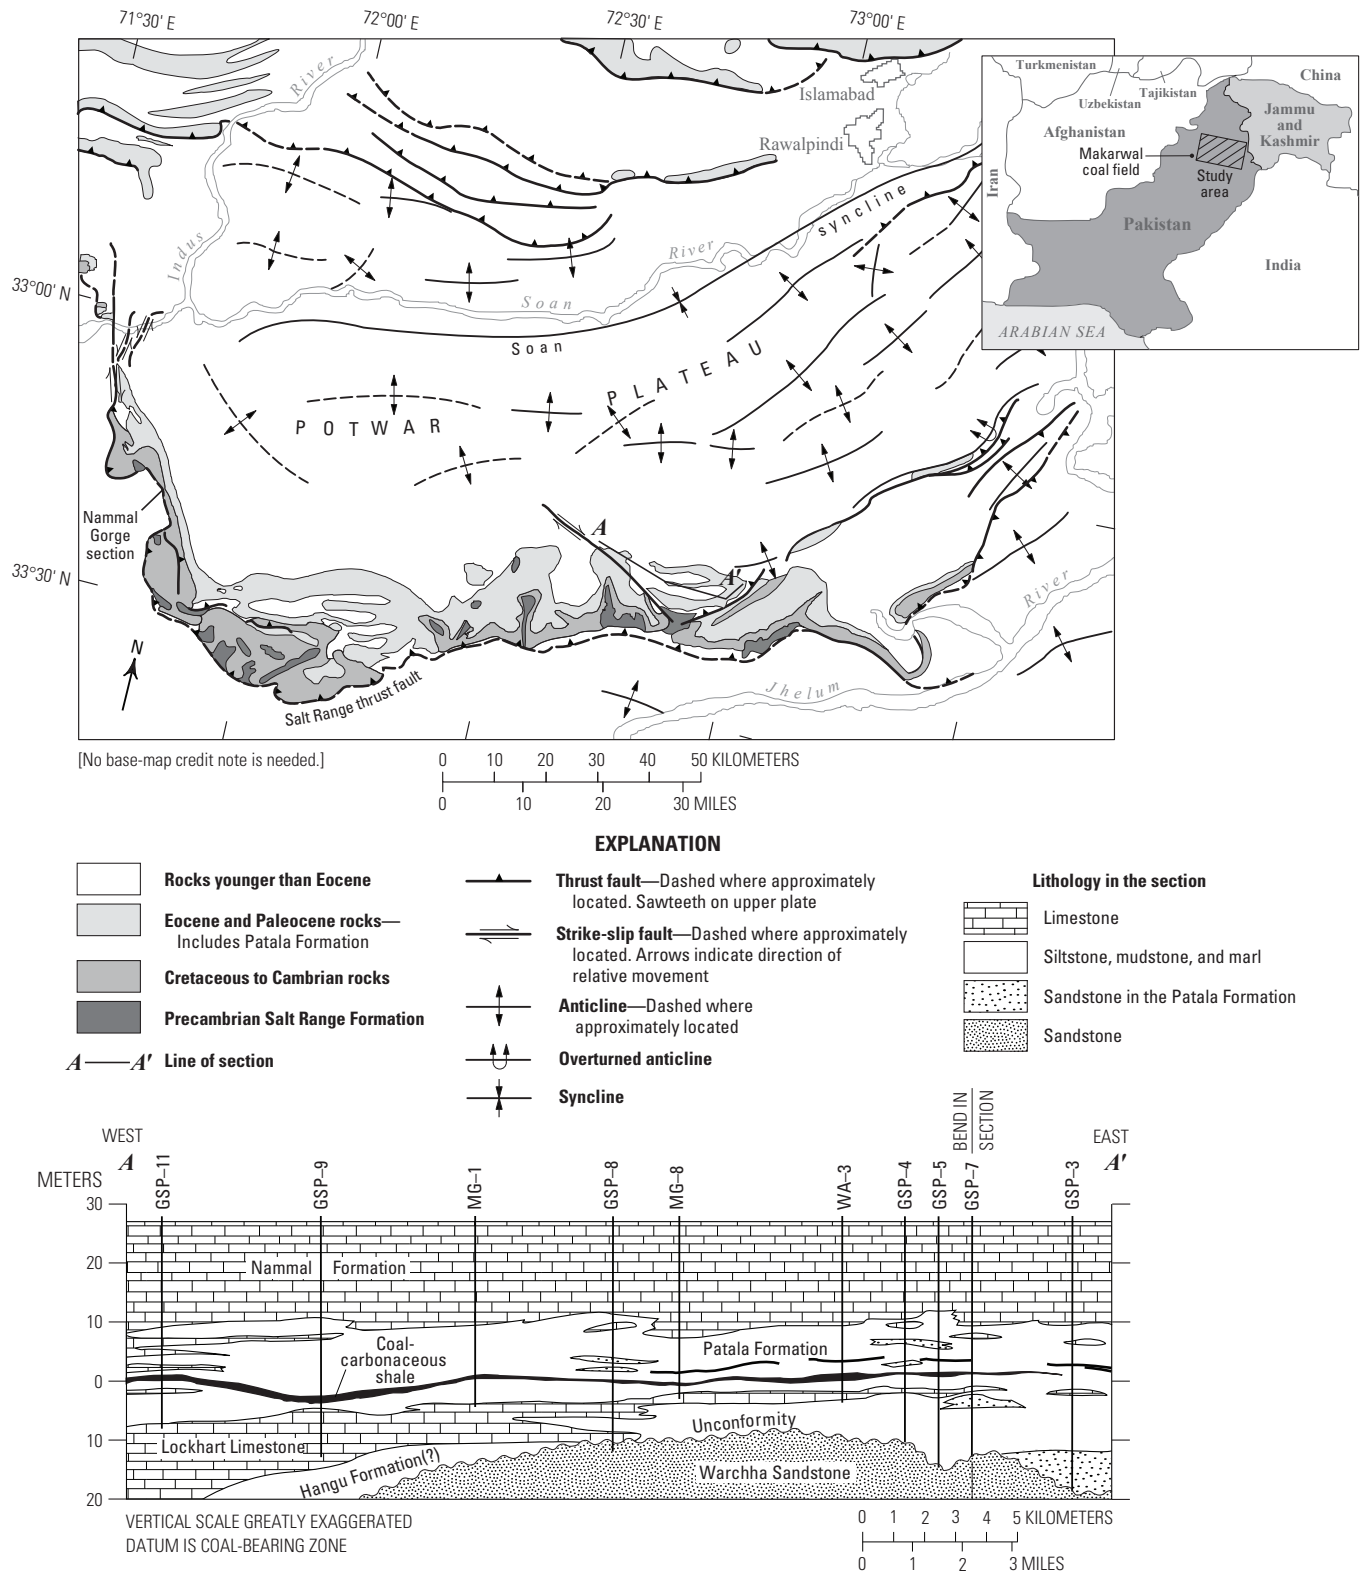 71°30' E
72°00' E
72°30' E
73°00' E
River
Islamabad
Rawalpindi
Indus
River
syncline
Soan
Soan
33°00' N
PLATEAU
POTWAR
Nammal
Gorge
section
A
A'
33°30' N
River
Jhelum
N
Salt Range thrust fault
Turkmenistan
Uzbekistan
Tajikistan
China
Jammu
and
Kashmir
Afghanistan
Makarwal
coal field
Study
area
Iran
Pakistan
India
ARABIAN SEA
[No base-map credit note is needed.]
0 10 20 30 40 50 KILOMETERS
0 10 20 30 MILES
EXPLANATION
Rocks younger than Eocene
Eocene and Paleocene rocks—
Includes Patala Formation
Cretaceous to Cambrian rocks
Precambrian Salt Range Formation
A A' Line of section
Thrust fault—Dashed where approximately
located. Sawteeth on upper plate
Strike-slip fault—Dashed where approximately
located. Arrows indicate direction of
relative movement
Anticline—Dashed where
approximately located
Overturned anticline
Syncline
Lithology in the section
Limestone
Siltstone, mudstone, and marl
Sandstone in the Patala Formation
Sandstone
WEST
A
BEND IN
SECTION
EAST
A'
METERS
GSP–11
GSP–9
MG–1
GSP–8
MG–8
WA–3
GSP–4
GSP–5
GSP–7
GSP–3
30
20
10
0
10
20
Nammal Formation
Coal-
carbonaceous
shale
Patala Formation
Unconformity
Lockhart Limestone
Hangu Formation(?)
Warchha Sandstone
VERTICAL SCALE GREATLY EXAGGERATED
DATUM IS COAL-BEARING ZONE
0 1 2 3 4 5 KILOMETERS
0 1 2 3 MILES